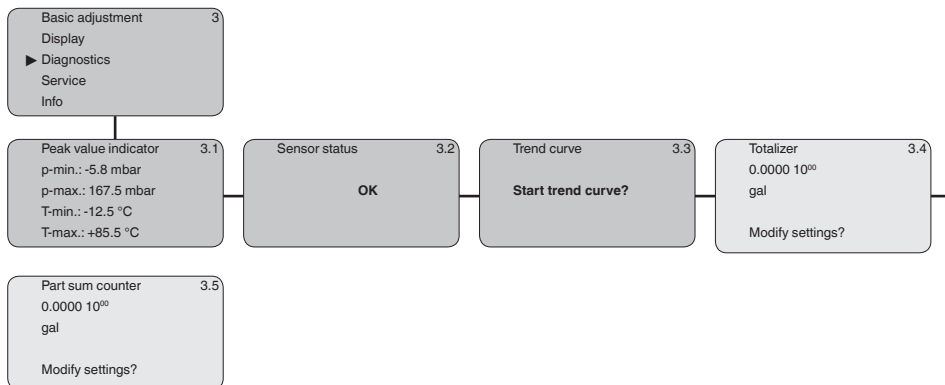 Basic adjustment 3
Display
▶ Diagnostics
Service
Info
Peak value indicator 3.1
p-min.: -5.8 mbar
p-max.: 167.5 mbar
T-min.: -12.5 °C
T-max.: +85.5 °C
Sensor status 3.2
OK
Trend curve 3.3
Start trend curve?
Totalizer 3.4
0.0000 10⁰⁰
gal
Modify settings?
Part sum counter 3.5
0.0000 10⁰⁰
gal
Modify settings?